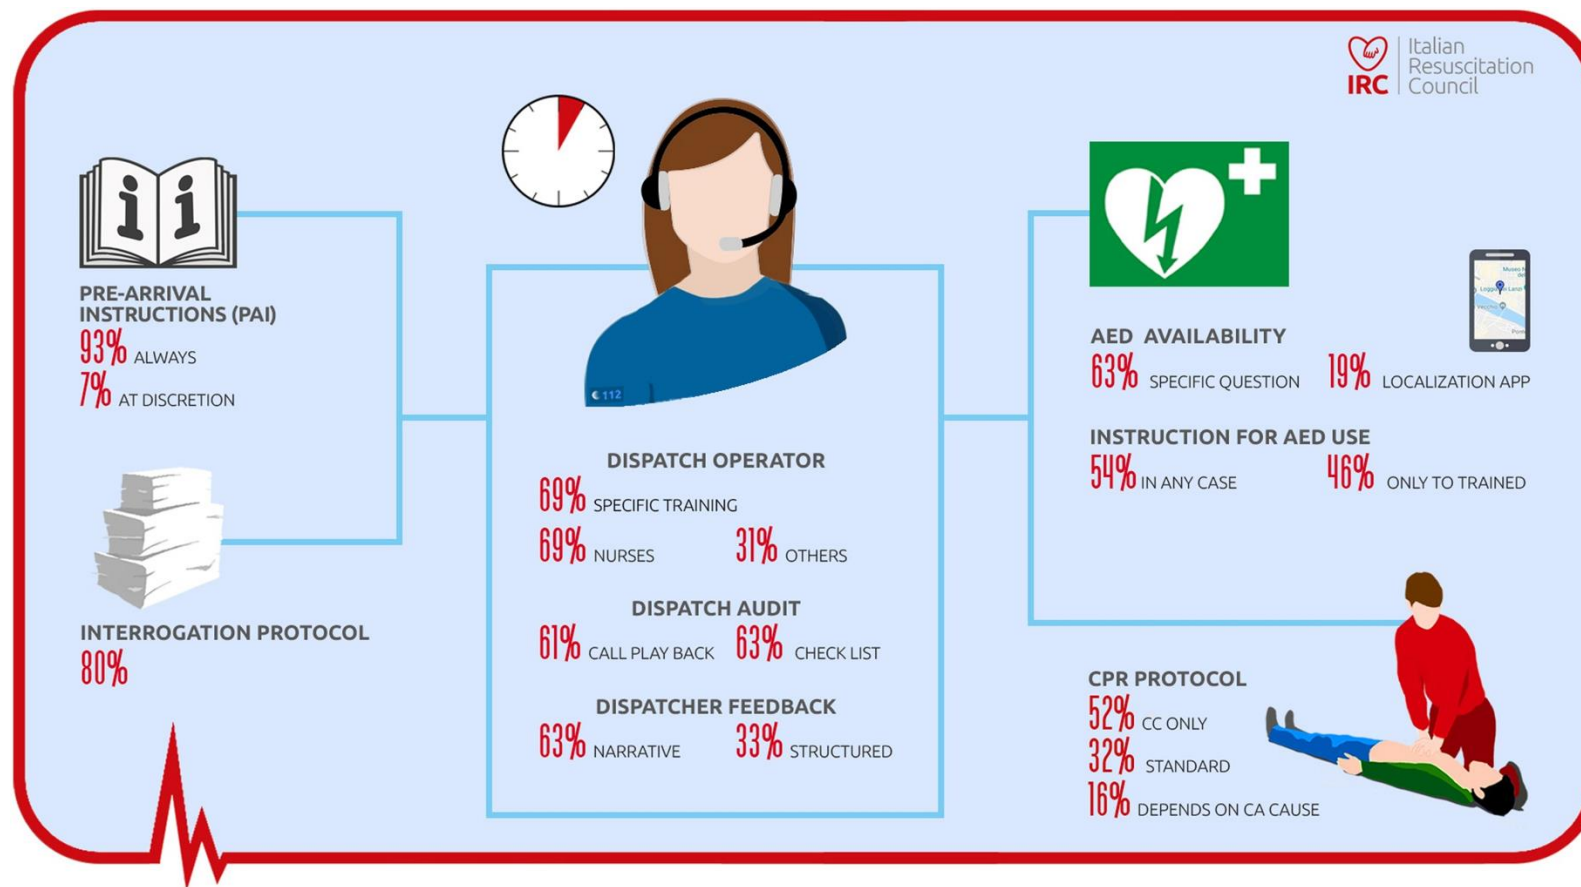 IRC
Italian
Resuscitation
Council
PRE-ARRIVAL
INSTRUCTIONS (PAI)
93% ALWAYS
7% AT DISCRETION
INTERROGATION PROTOCOL
80%
112
DISPATCH OPERATOR
69% SPECIFIC TRAINING
69% NURSES 31% OTHERS
DISPATCH AUDIT
61% CALL PLAY BACK 63% CHECK LIST
DISPATCHER FEEDBACK
63% NARRATIVE 33% STRUCTURED
AED AVAILABILITY
63% SPECIFIC QUESTION 19% LOCALIZATION APP
INSTRUCTION FOR AED USE
54% IN ANY CASE 46% ONLY TO TRAINED
CPR PROTOCOL
52% CC ONLY
32% STANDARD
16% DEPENDS ON CA CAUSE